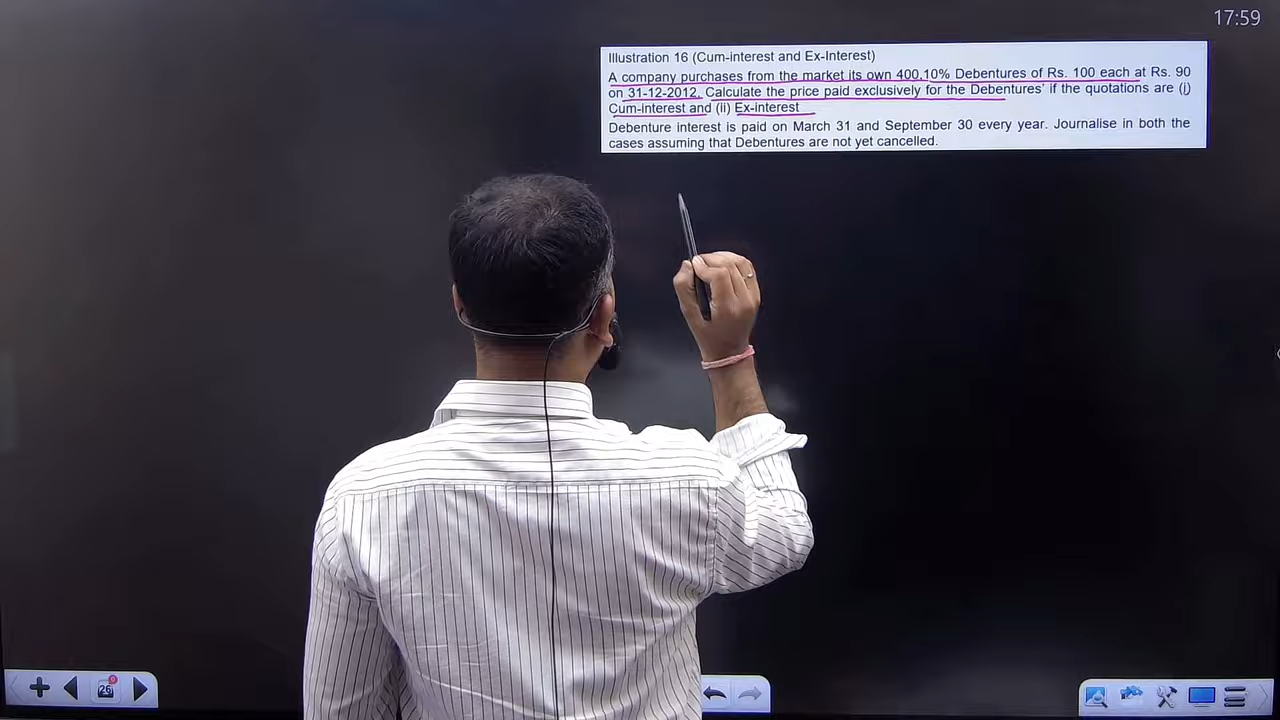 17:59
Illustration 16 (Cum-interest and Ex-Interest)
A company purchases from the market its own 400,10% Debentures of Rs. 100 each at Rs. 90
on 31-12-2012. Calculate the price paid exclusively for the Debentures' if the quotations are (i)
Cum-interest and (ii) Ex-interest
Debenture interest is paid on March 31 and September 30 every year. Journalise in both the
cases assuming that Debentures are not yet cancelled.
26